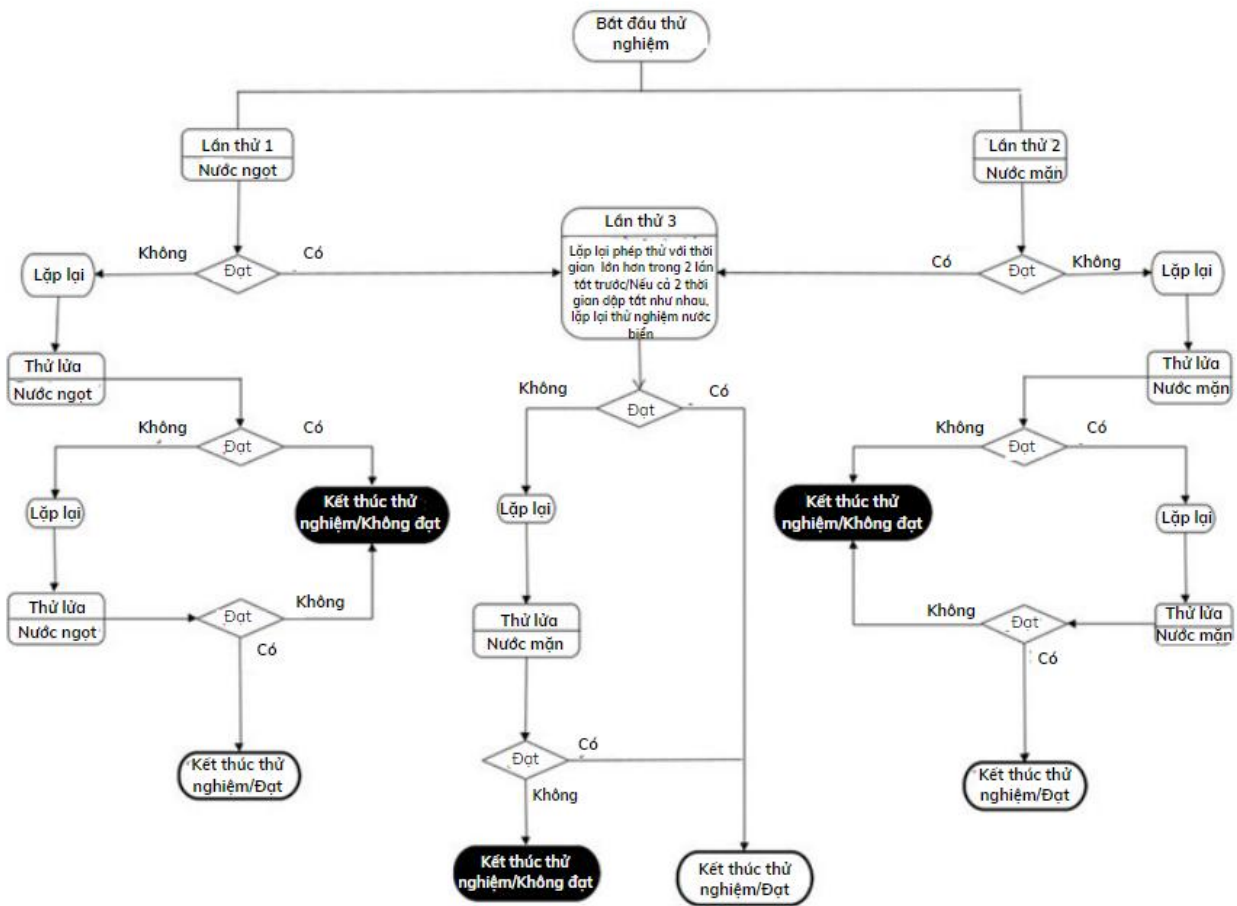 Bắt đầu thử
nghiệm
Lần thử 1
Nước ngọt
Lần thử 2
Nước mặn
Lần thử 3
Lặp lại phép thử với thời
gian lớn hơn trong 2 lần
tắt trước/Nếu cả 2 thời
gian dập tắt như nhau,
lặp lại thử nghiệm nước
biển
Không
Đạt
Có
Có
Đạt
Không
Lặp lại
Lặp lại
Thử lửa
Nước ngọt
Thử lửa
Nước mặn
Không
Đạt
Có
Không
Đạt
Có
Không
Đạt
Có
Lặp lại
Kết thúc thử
nghiệm/Không đạt
Lặp lại
Kết thúc thử
nghiệm/Không đạt
Lặp lại
Thử lửa
Nước ngọt
Đạt
Không
Có
Thử lửa
Nước mặn
Không
Đạt
Có
Thử lửa
Nước mặn
Kết thúc thử
nghiệm/Đạt
Đạt
Có
Không
Kết thúc thử
nghiệm/Đạt
Kết thúc thử
nghiệm/Không đạt
Kết thúc thử
nghiệm/Đạt